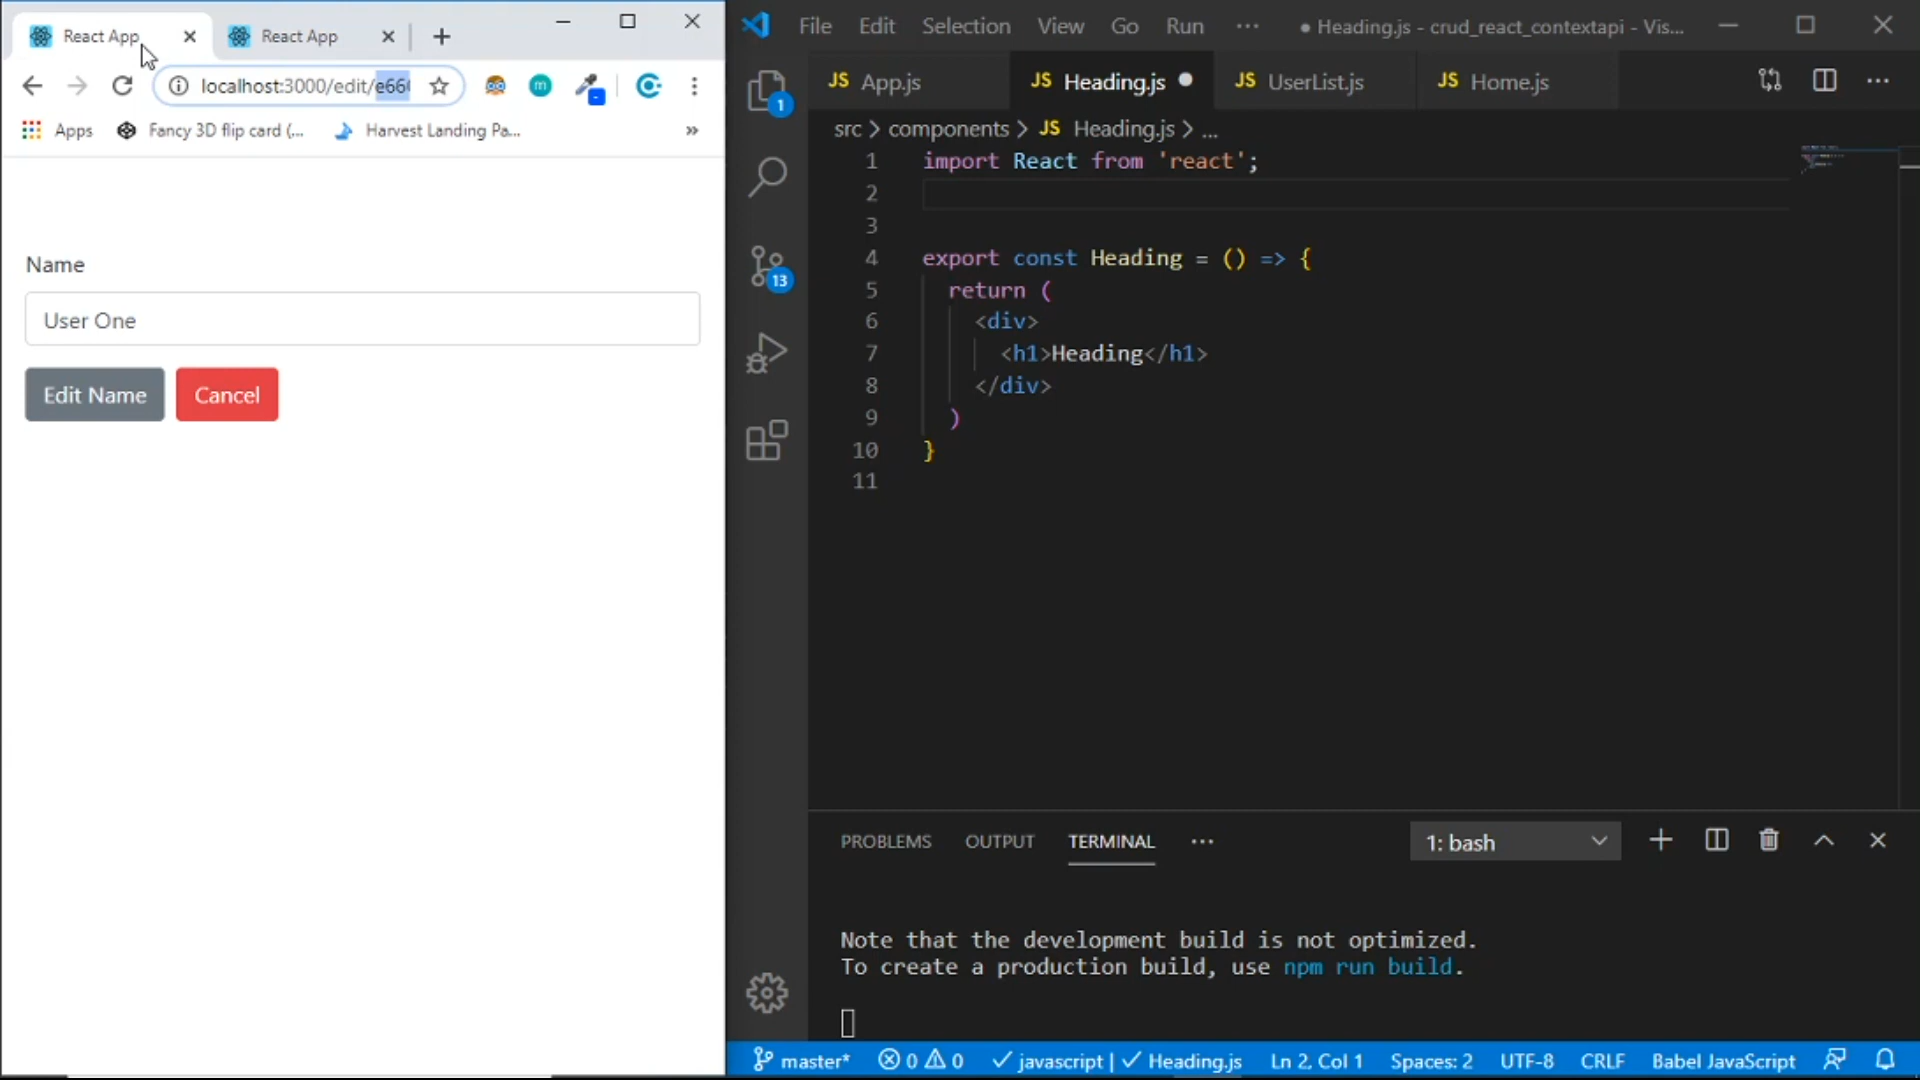 React App
React App
localhost:3000/edit/e66
Apps
Fancy 3D flip card (...
Harvest Landing Pa...
»
Name
User One
Edit Name
Cancel
File Edit Selection View Go Run ···
● Heading.js - crud_react_contextapi - Vis...
JS App.js
JS Heading.js ●
JS UserList.js
JS Home.js
src > components > JS Heading.js > ...
1 import React from 'react';
2
3
4 export const Heading = () => {
5 return (
6 <div>
7 <h1>Heading</h1>
8 </div>
9 )
10 }
11
1
13
PROBLEMS OUTPUT TERMINAL ···
1: bash
Note that the development build is not optimized.
To create a production build, use npm run build.
master* 0 0 javascript | Heading.js Ln 2, Col 1 Spaces: 2 UTF-8 CRLF Babel JavaScript